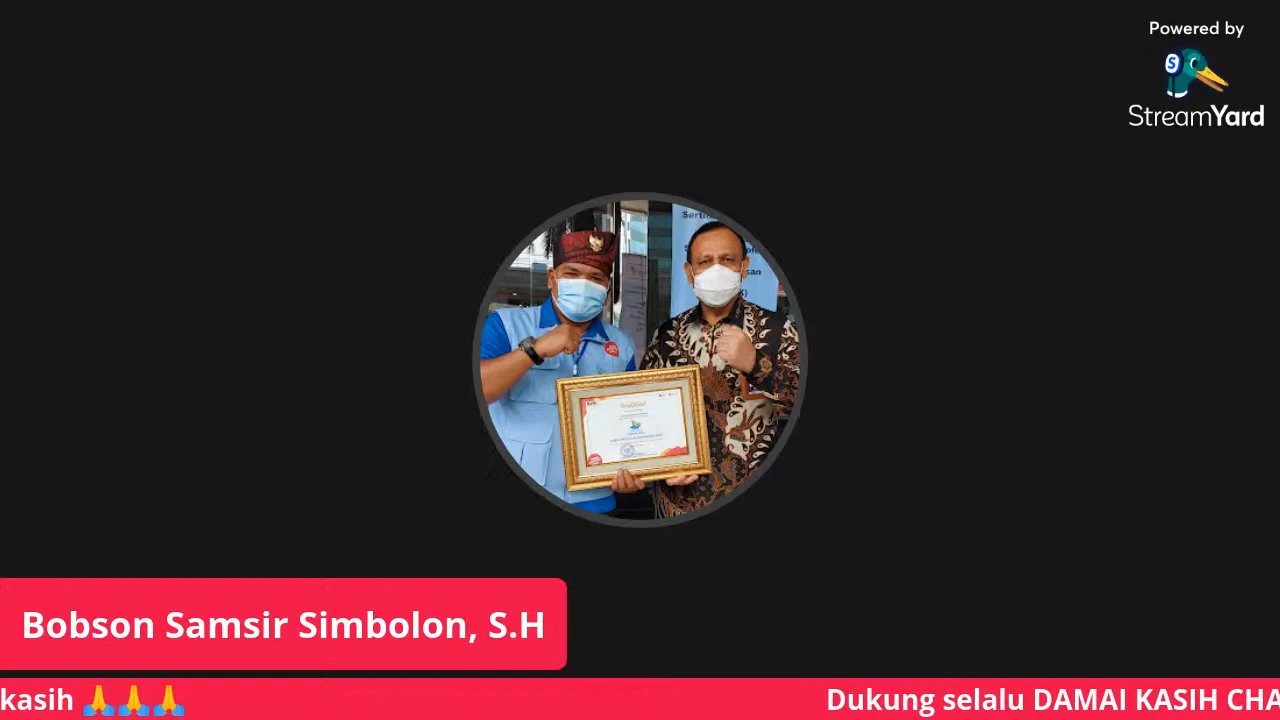 Powered by
S
StreamYard
Bobson Samsir Simbolon, S.H
kasih 🙏🙏🙏 Dukung selalu DAMAI KASIH CHA